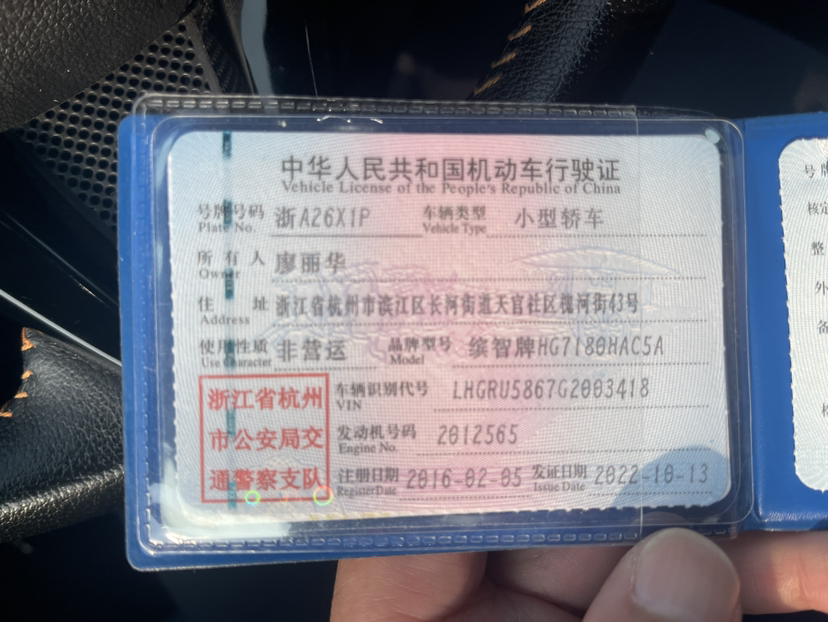 中华人民共和国机动车行驶证
Vehicle License of the People's Republic of China
号牌号码 浙A26X1P 车辆类型 小型轿车
Plate No. Vehicle Type
所有人 廖丽华
Owner
住址 浙江省杭州市滨江区长河街道天官社区槐河街43号
Address
使用性质 非营运 品牌型号 缤智牌HG7180HAC5A
Use Character Model
浙江省杭州
市公安局交
通警察支队
车辆识别代号 LHGRU5867G2003418
VIN
发动机号码 2012565
Engine No.
注册日期 2016-02-05 发证日期 2022-10-13
Register Date Issue Date
号牌
核定
整
外
备